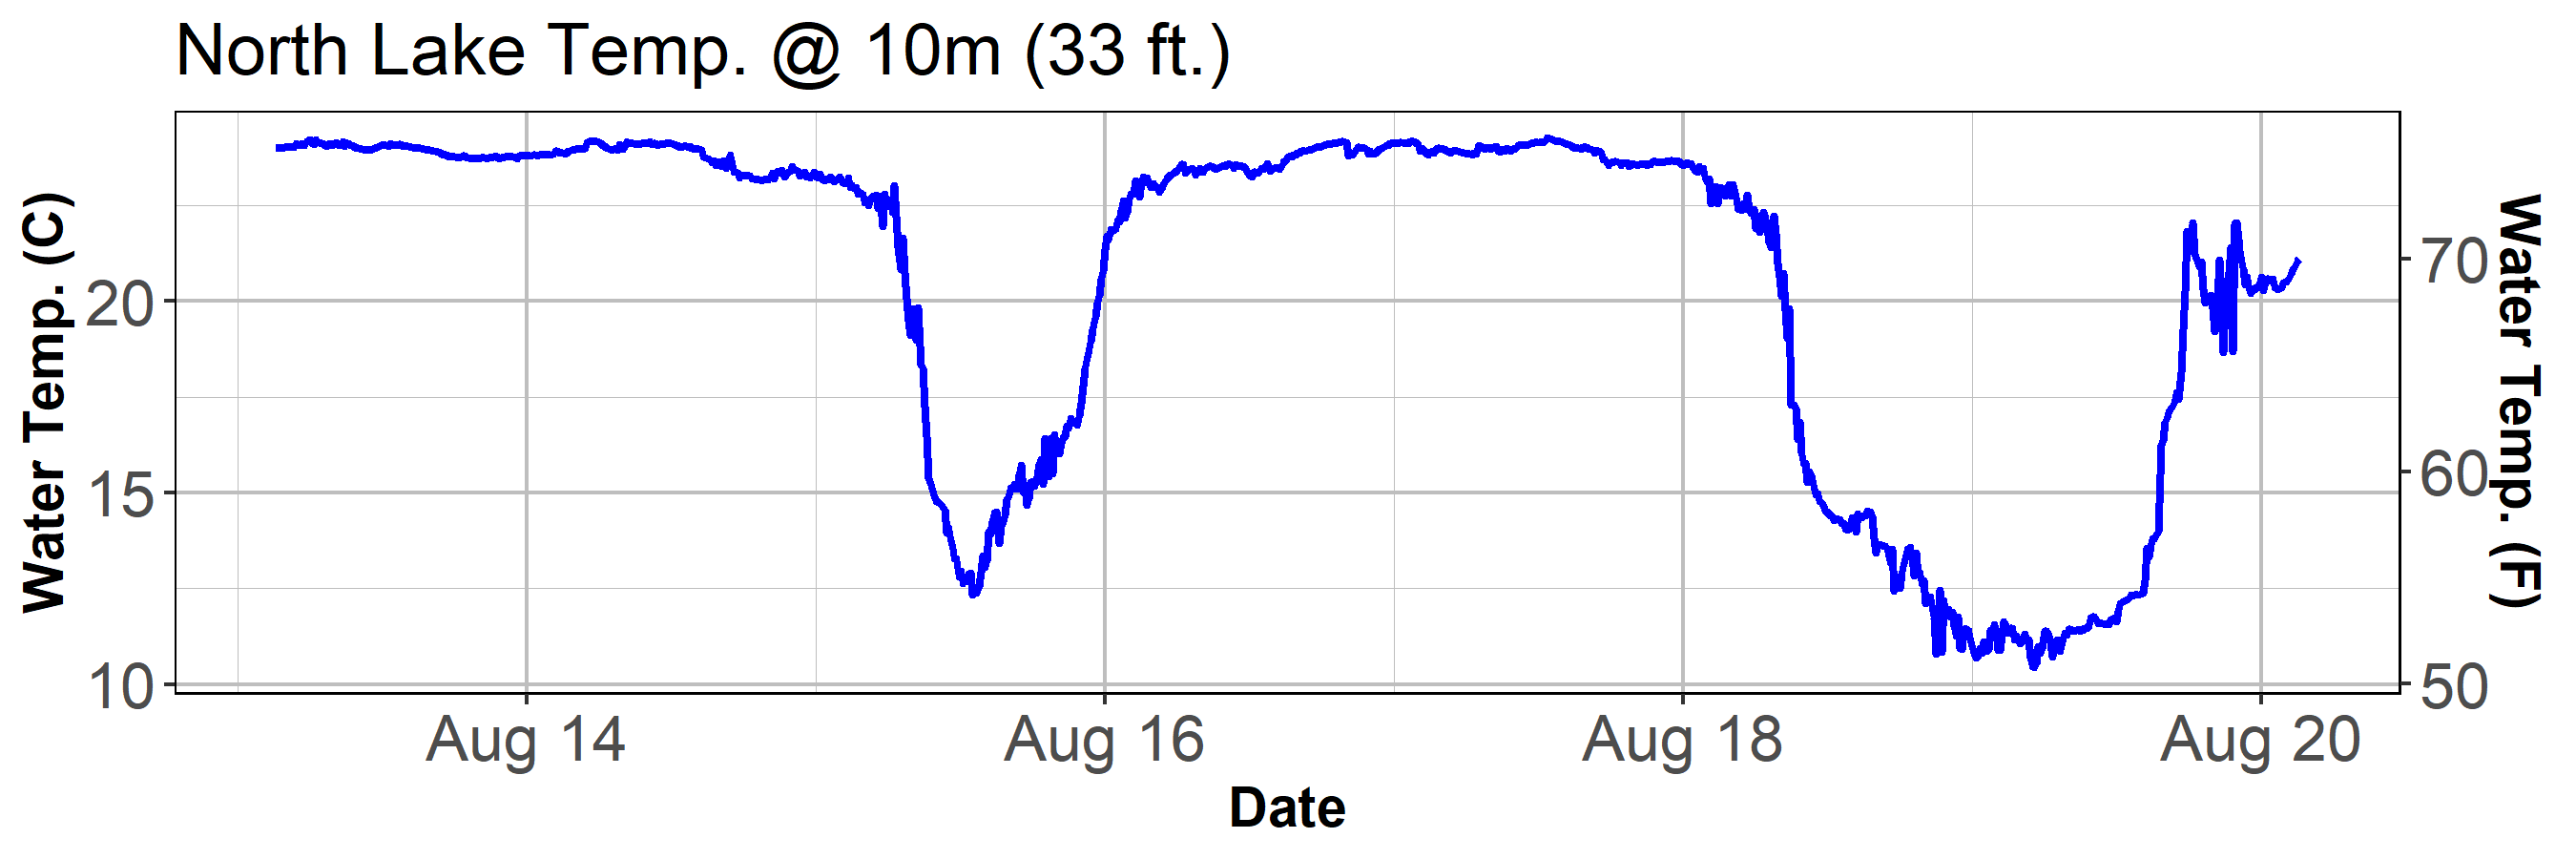 North Lake Temp. @ 10m (33 ft.)
Water Temp. (C)
20
15
10
70
60
50
Water Temp. (F)
Aug 14 Aug 16 Aug 18 Aug 20
Date